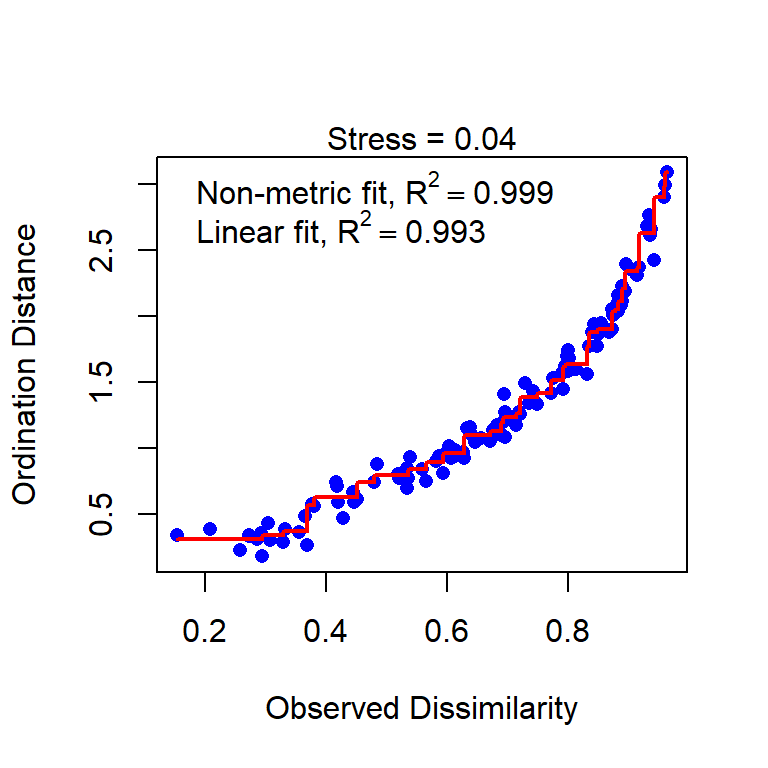 Stress = 0.04
Non-metric fit, R² = 0.999
Linear fit, R² = 0.993
Ordination Distance
2.5
1.5
0.5
0.2 0.4 0.6 0.8
Observed Dissimilarity